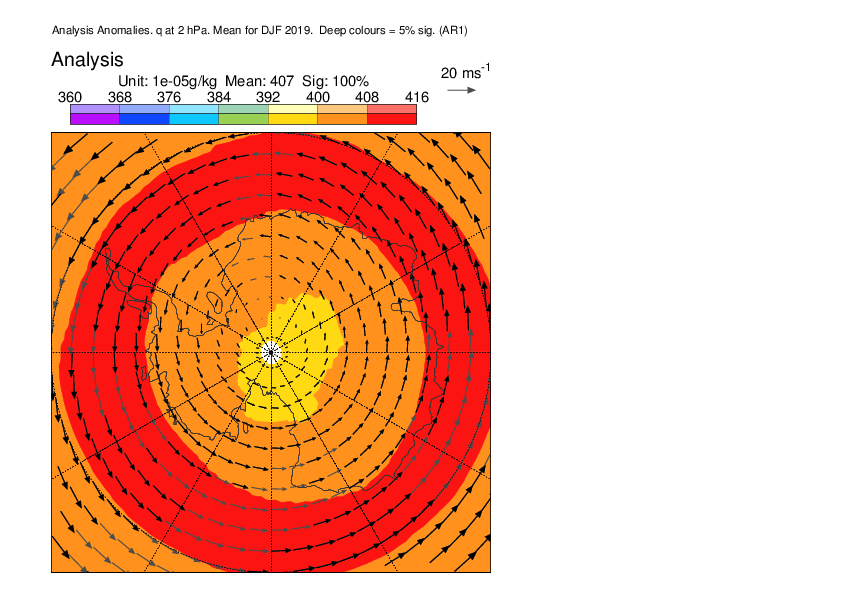 Analysis Anomalies. q at 2 hPa. Mean for DJF 2019.  Deep colours = 5% sig. (AR1)
Analysis
20 ms-1
Unit: 1e-05g/kg  Mean: 407  Sig: 100%
360 368 376 384 392 400 408 416